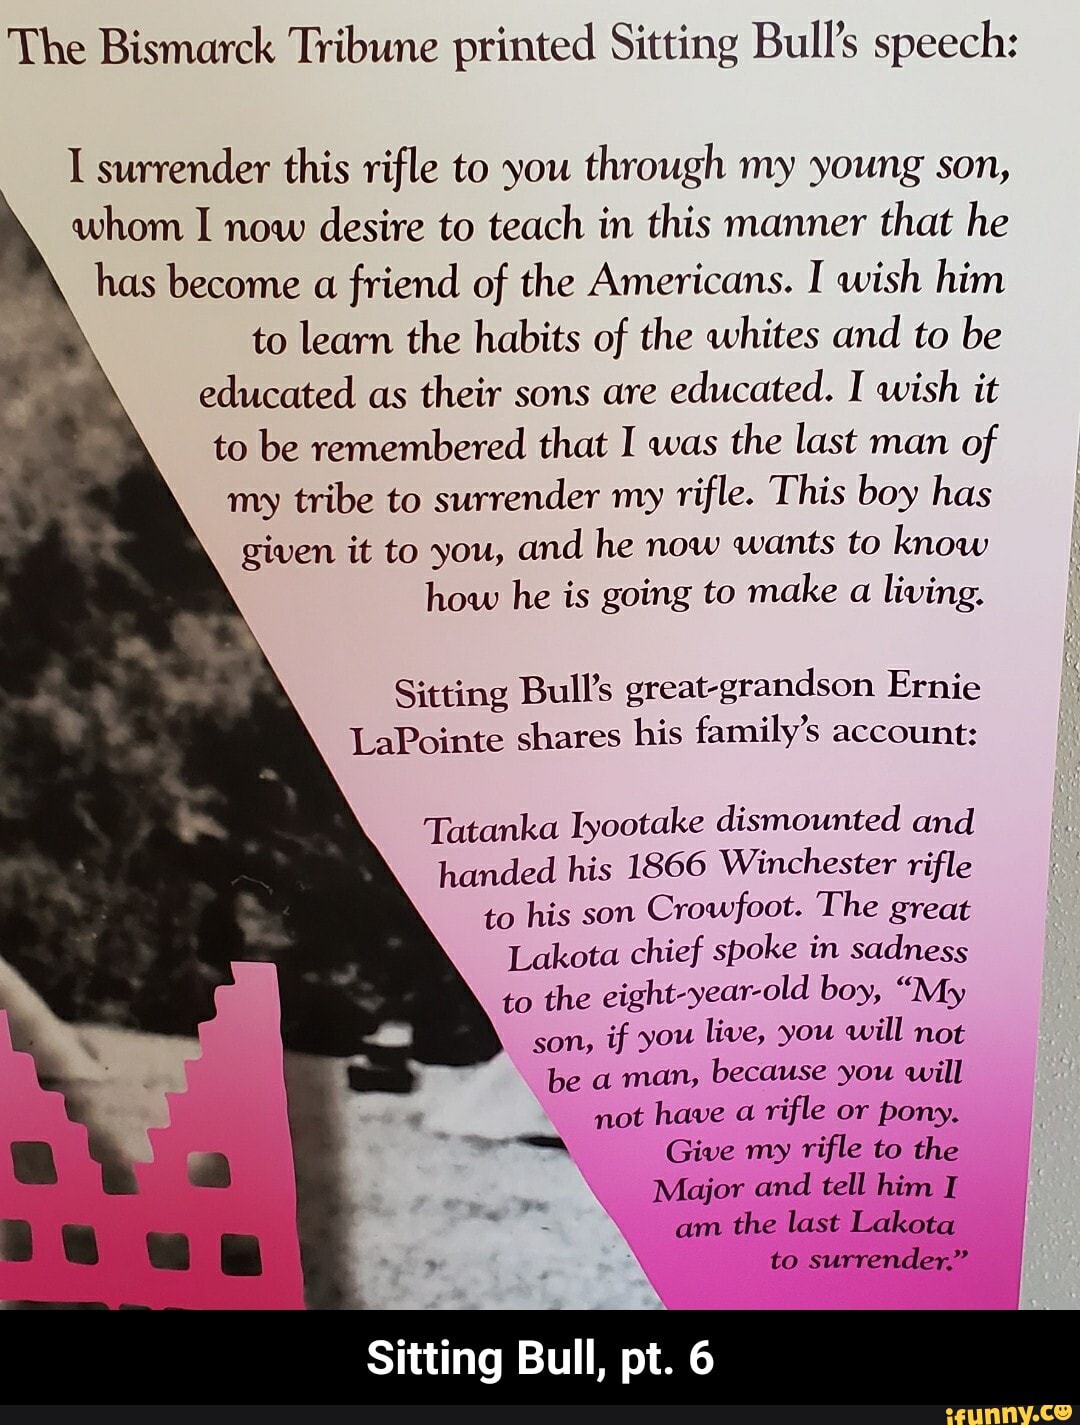 The Bismarck Tribune printed Sitting Bull's speech:
I surrender this rifle to you through my young son,
whom I now desire to teach in this manner that he
has become a friend of the Americans. I wish him
to learn the habits of the whites and to be
educated as their sons are educated. I wish it
to be remembered that I was the last man of
my tribe to surrender my rifle. This boy has
given it to you, and he now wants to know
how he is going to make a living.
Sitting Bull's great-grandson Ernie
LaPointe shares his family's account:
Tatanka Iyootake dismounted and
handed his 1866 Winchester rifle
to his son Crowfoot. The great
Lakota chief spoke in sadness
to the eight-year-old boy, "My
son, if you live, you will not
be a man, because you will
not have a rifle or pony.
Give my rifle to the
Major and tell him I
am the last Lakota
to surrender."
Sitting Bull, pt. 6
ifunny.co